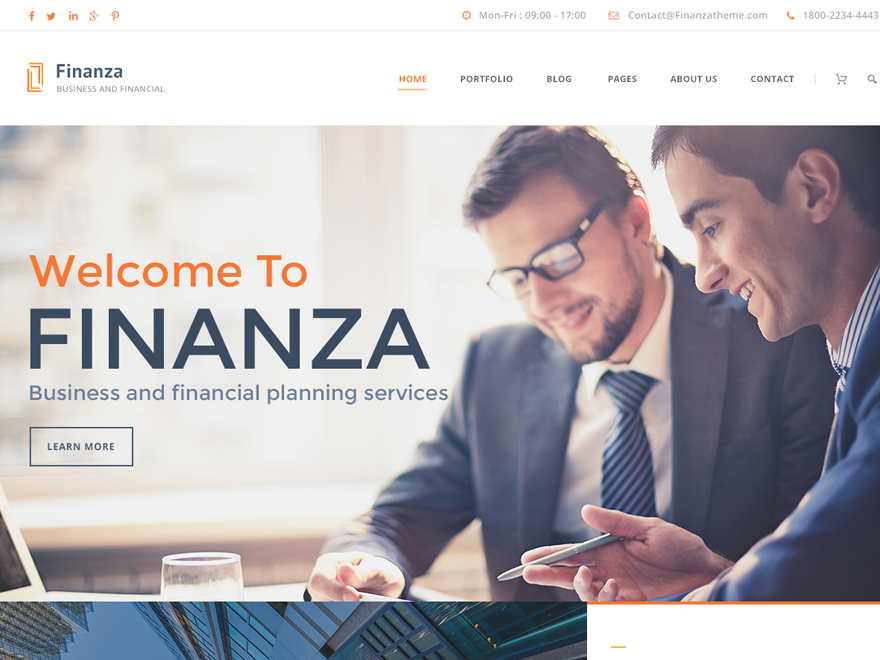 Mon-Fri : 09:00 - 17:00 Contact@Finanzatheme.com 1800-2234-4443
Finanza
BUSINESS AND FINANCIAL
HOME PORTFOLIO BLOG PAGES ABOUT US CONTACT
Welcome To
FINANZA
Business and financial planning services
LEARN MORE